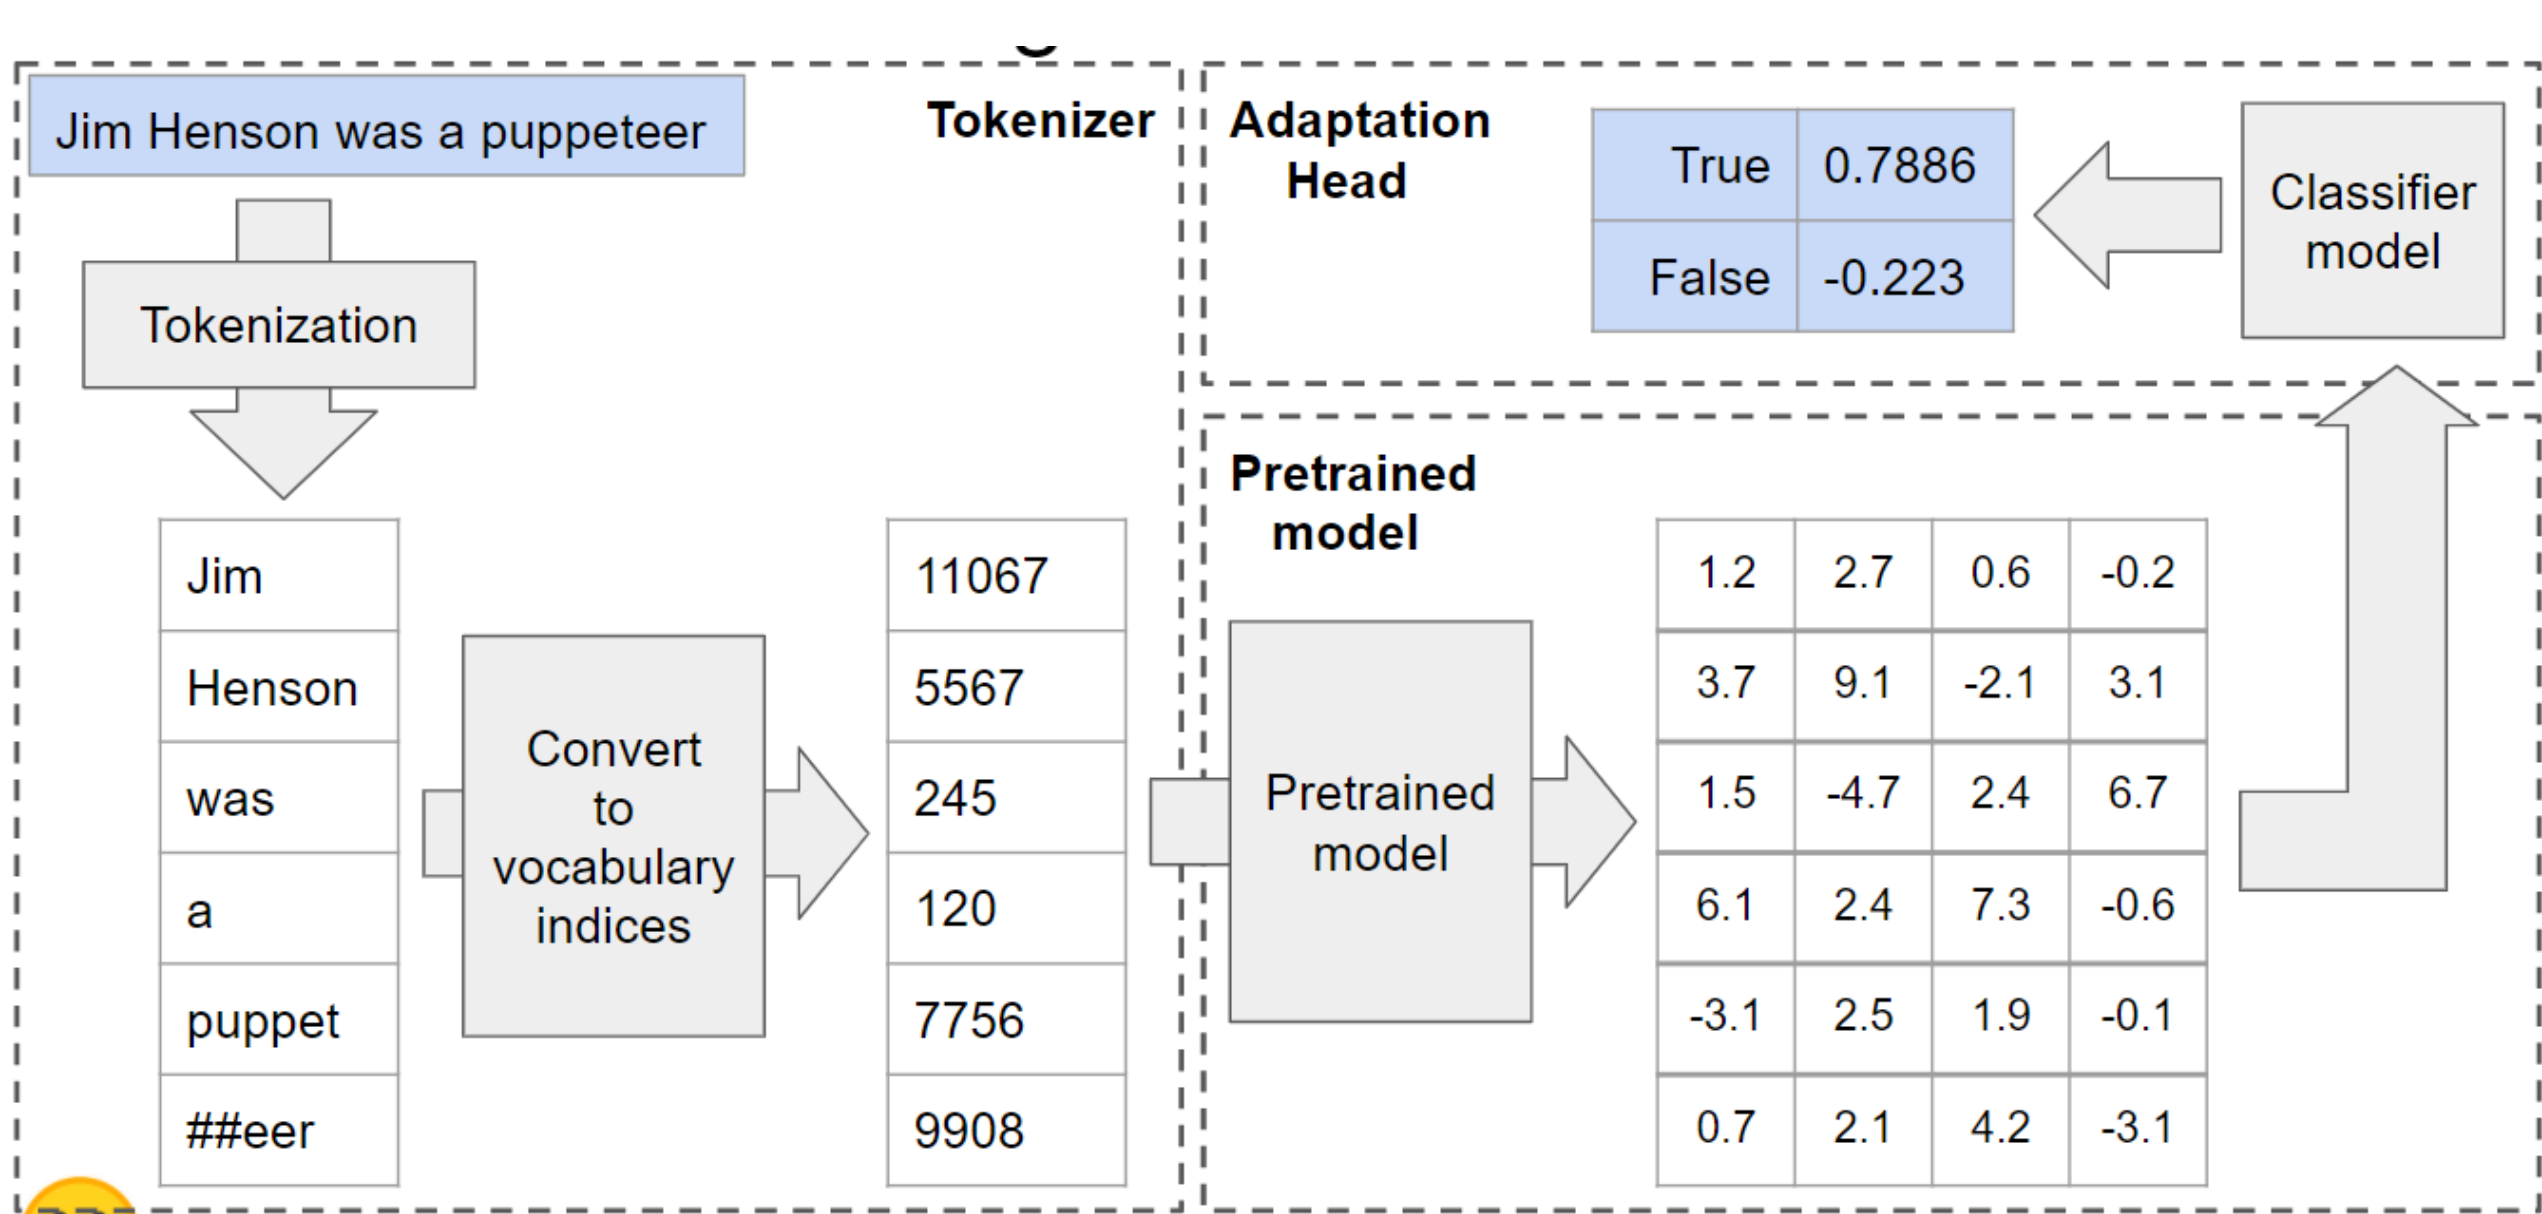 Jim Henson was a puppeteer
Tokenizer
Tokenization
Jim
Henson
was
a
puppet
##eer
Convert
to
vocabulary
indices
11067
5567
245
120
7756
9908
Adaptation
Head
True 0.7886
False -0.223
Classifier
model
Pretrained
model
Pretrained
model
1.2 2.7 0.6 -0.2
3.7 9.1 -2.1 3.1
1.5 -4.7 2.4 6.7
6.1 2.4 7.3 -0.6
-3.1 2.5 1.9 -0.1
0.7 2.1 4.2 -3.1